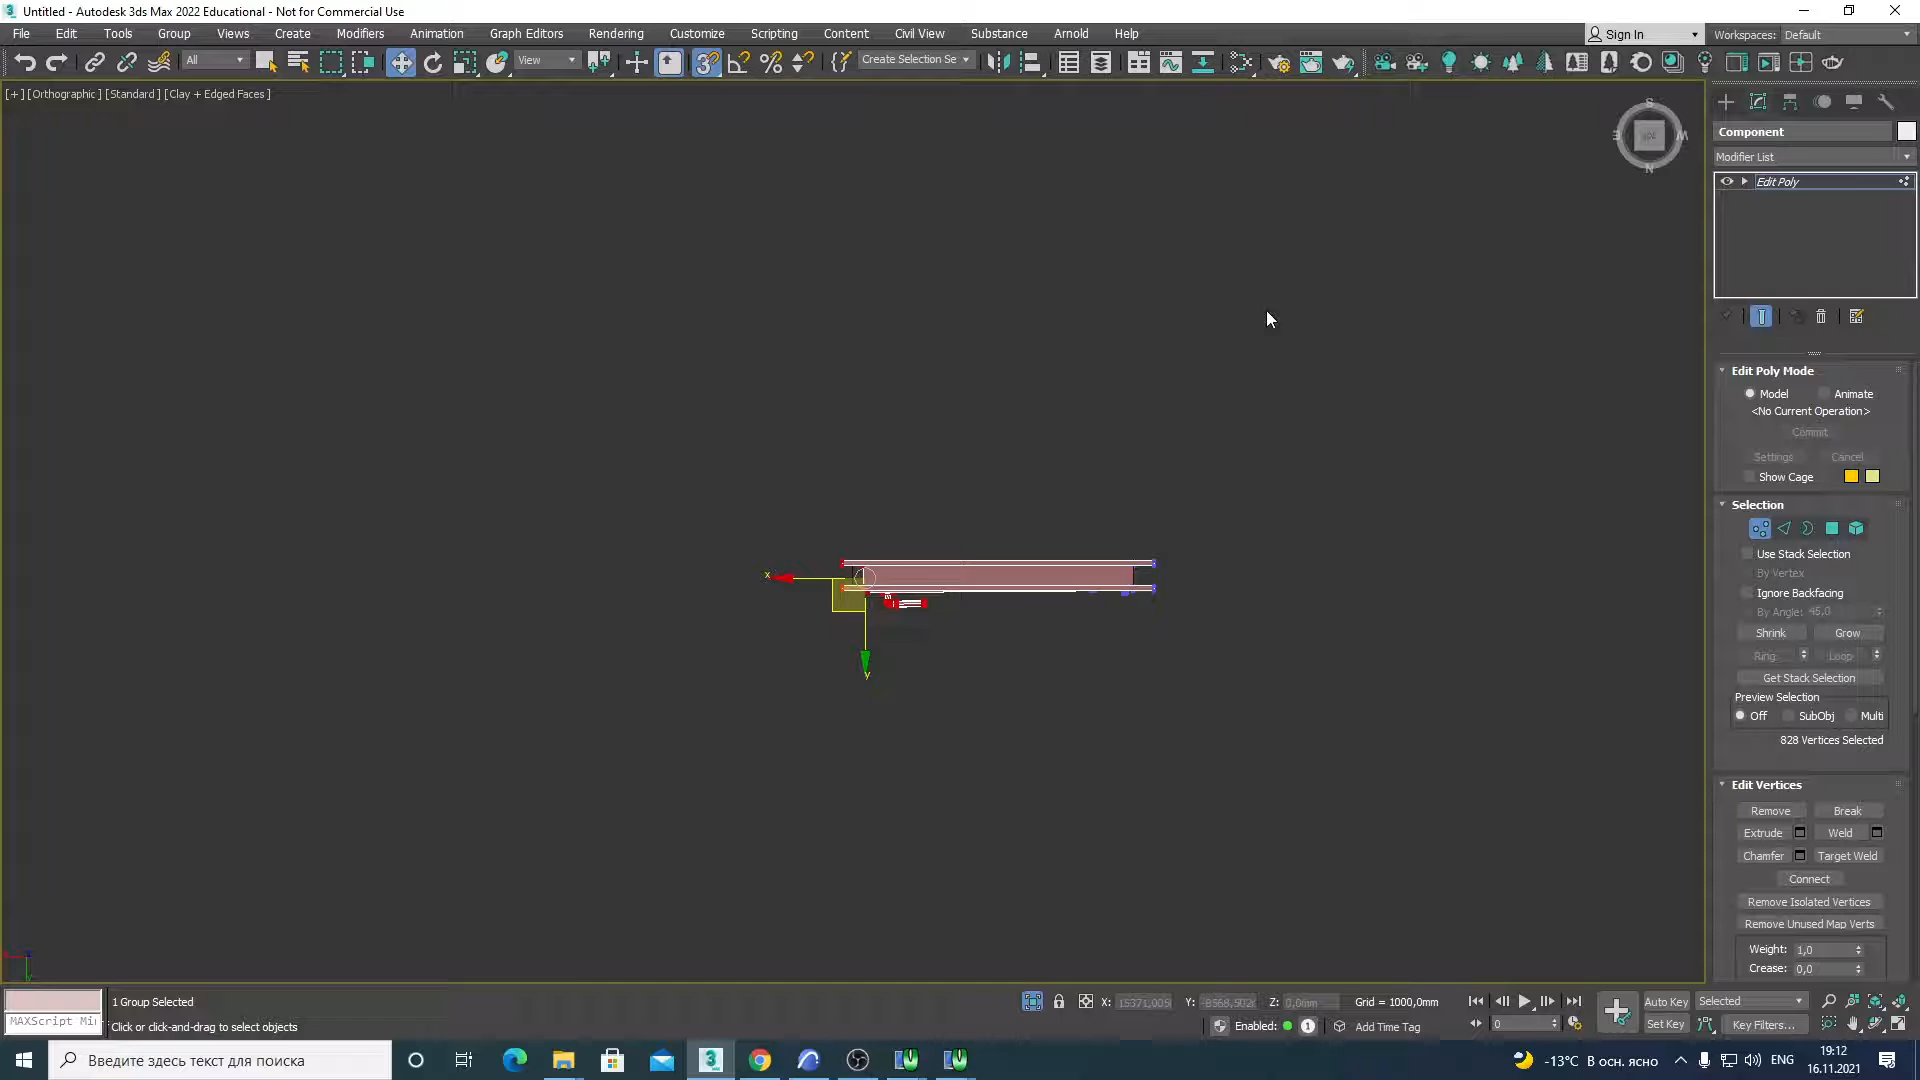 Untitled - Autodesk 3ds Max 2022 Educational - Not for Commercial Use
File Edit Tools Group Views Create Modifiers Animation Graph Editors Rendering Customize Scripting Content Civil View Substance Arnold Help
Sign In
Workspaces: Default
All
View
Create Selection Se
[+] [Orthographic] [Standard] [Clay + Edged Faces]
S
E
W
N
Component
Modifier List
Edit Poly
Edit Poly Mode
Model Animate
<No Current Operation>
Commit
Settings Cancel
Show Cage
Selection
Use Stack Selection
By Vertex
Ignore Backfacing
By Angle: 45,0
Shrink Grow
Ring Loop
Get Stack Selection
Preview Selection
Off SubObj Multi
828 Vertices Selected
Edit Vertices
Remove Break
Extrude Weld
Chamfer Target Weld
Connect
Remove Isolated Vertices
Remove Unused Map Verts
Weight: 1,0
Crease: 0,0
x
y
1 Group Selected
X: Y: Z: 0,0mm Grid = 1000,0mm
Auto Key Selected
MAXScript Mi
Click or click-and-drag to select objects
Enabled: 1 Add Time Tag
0
Set Key Key Filters...
Введите здесь текст для поиска
-13°C В осн. ясно
ENG
19:12
16.11.2021